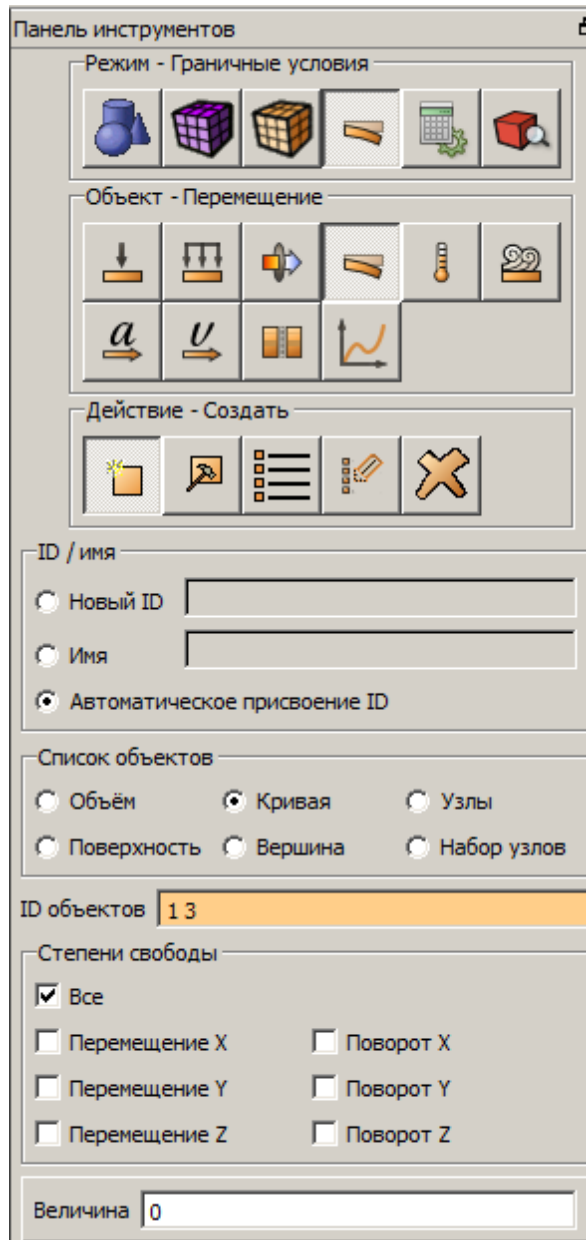 Панель инструментов
Режим - Граничные условия
Объект - Перемещение
a
υ
Действие - Создать
ID / имя
Новый ID
Имя
Автоматическое присвоение ID
Список объектов
Объём Кривая Узлы
Поверхность Вершина Набор узлов
ID объектов 1 3
Степени свободы
Все
Перемещение X Поворот X
Перемещение Y Поворот Y
Перемещение Z Поворот Z
Величина 0